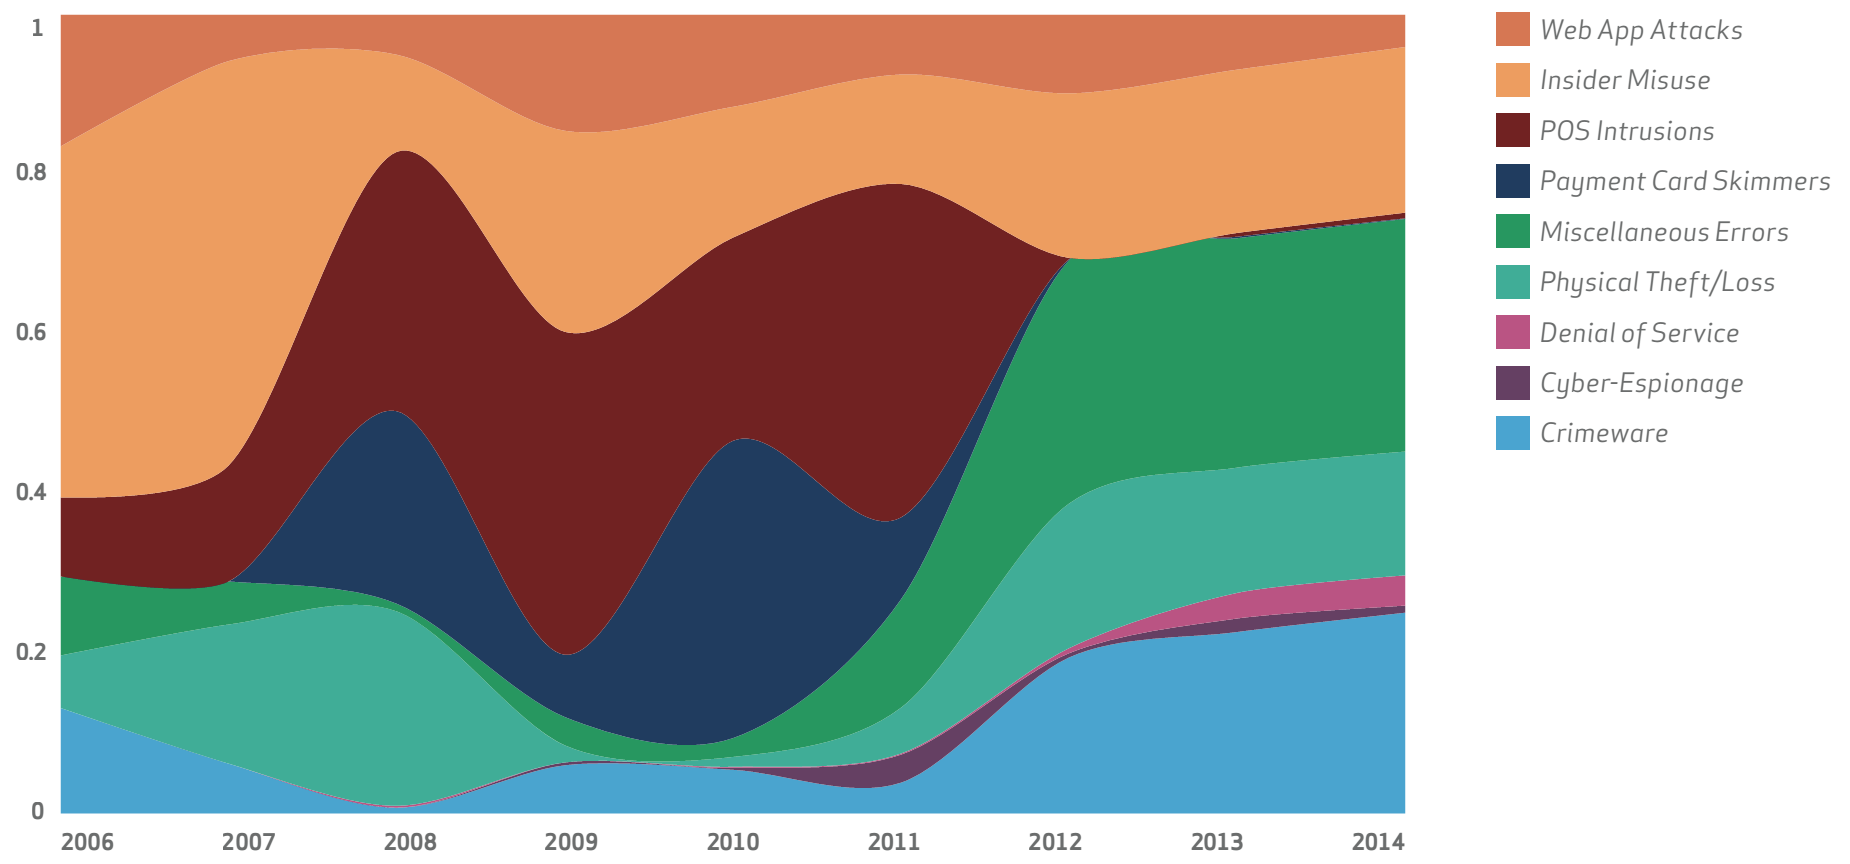 1
0.8
0.6
0.4
0.2
0
2006 2007 2008 2009 2010 2011 2012 2013 2014
Web App Attacks
Insider Misuse
POS Intrusions
Payment Card Skimmers
Miscellaneous Errors
Physical Theft/Loss
Denial of Service
Cyber-Espionage
Crimeware